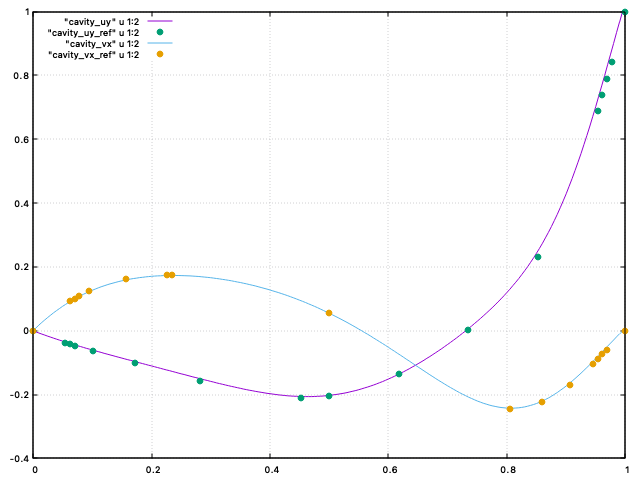 1
"cavity_uy" u 1:2
"cavity_uy_ref" u 1:2
"cavity_vx" u 1:2
"cavity_vx_ref" u 1:2
0.8
0.6
0.4
0.2
0
-0.2
-0.4
0 0.2 0.4 0.6 0.8 1